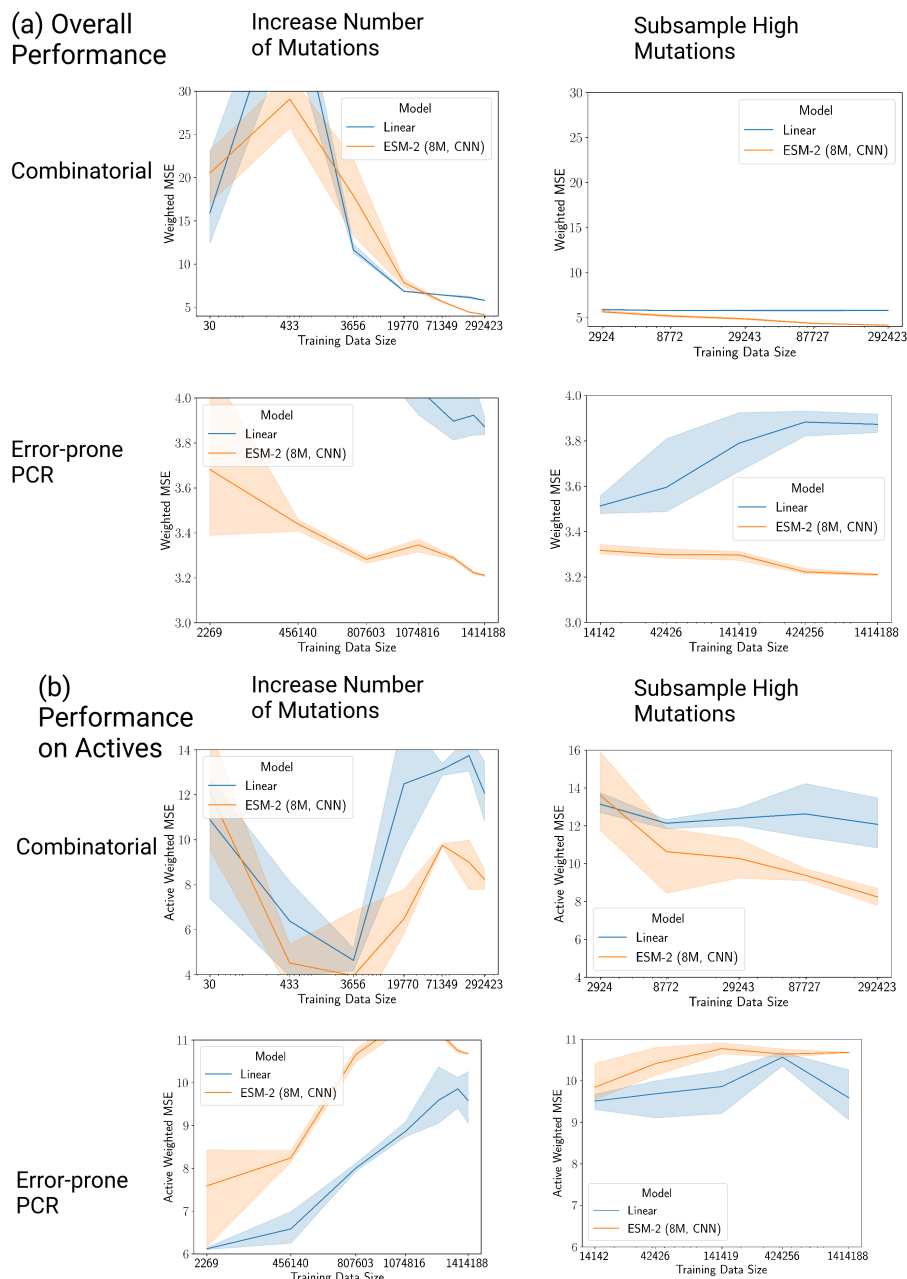 (a) Overall
Performance
Increase Number
of Mutations
Subsample High
Mutations
Combinatorial
30
25
20
15
10
5
Weighted MSE
Model
Linear
ESM-2 (8M, CNN)
30 433 3656 19770 71349 292423
Training Data Size
30
25
20
15
10
5
Weighted MSE
Model
Linear
ESM-2 (8M, CNN)
2924 8772 29243 87727 292423
Training Data Size
Error-prone
PCR
4.0
3.8
3.6
3.4
3.2
3.0
Weighted MSE
Model
Linear
ESM-2 (8M, CNN)
2269 456140 807603 1074816 1414188
Training Data Size
4.0
3.8
3.6
3.4
3.2
3.0
Weighted MSE
Model
Linear
ESM-2 (8M, CNN)
14142 42426 141419 424256 1414188
Training Data Size
(b)
Performance
on Actives
Increase Number
of Mutations
Subsample High
Mutations
Combinatorial
14
12
10
8
6
4
Active Weighted MSE
Model
Linear
ESM-2 (8M, CNN)
30 433 3656 19770 71349 292423
Training Data Size
16
14
12
10
8
6
4
Active Weighted MSE
Model
Linear
ESM-2 (8M, CNN)
2924 8772 29243 87727 292423
Training Data Size
Error-prone
PCR
11
10
9
8
7
6
Active Weighted MSE
Model
Linear
ESM-2 (8M, CNN)
2269 456140 807603 1074816 1414188
Training Data Size
11
10
9
8
7
6
Active Weighted MSE
Model
Linear
ESM-2 (8M, CNN)
14142 42426 141419 424256 1414188
Training Data Size